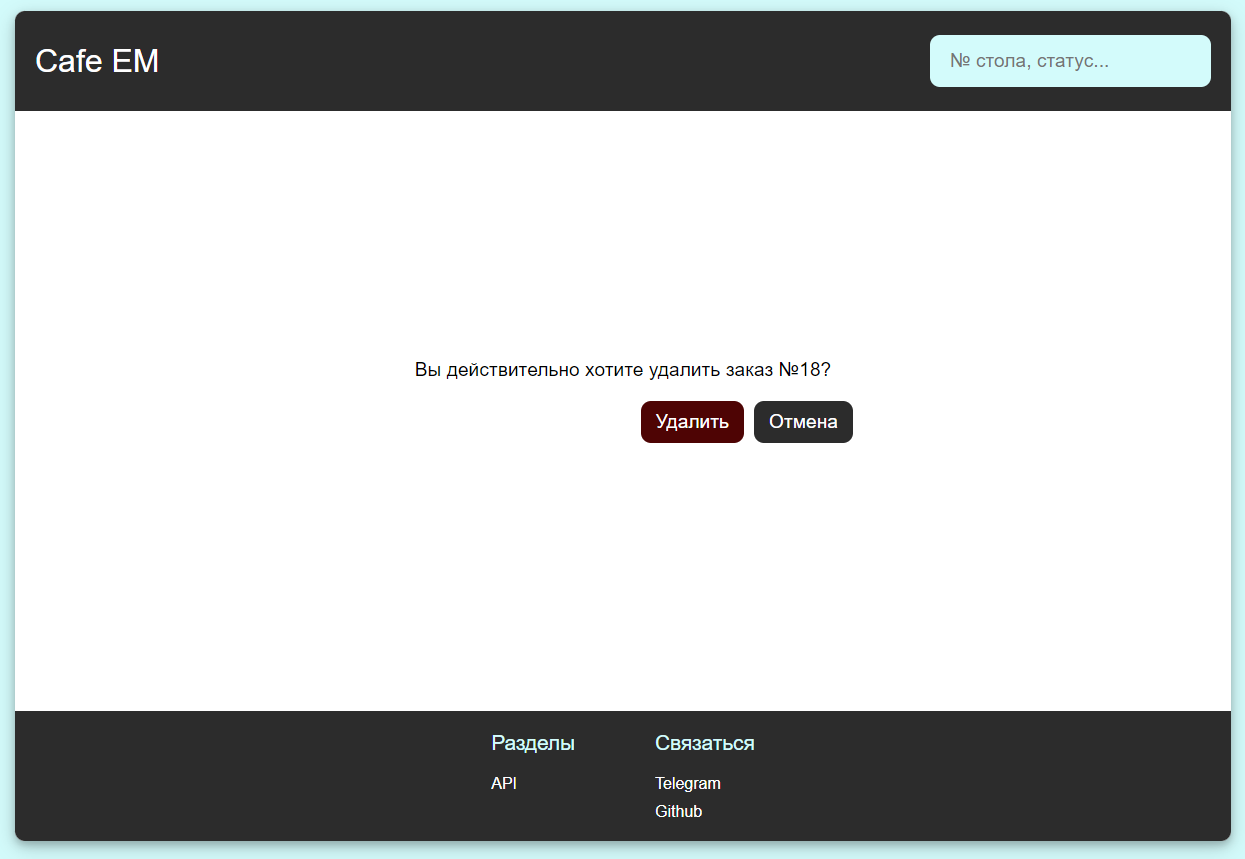 Cafe EM
№ стола, статус...
Вы действительно хотите удалить заказ №18?
Удалить Отмена
Разделы Связаться
API Telegram
Github